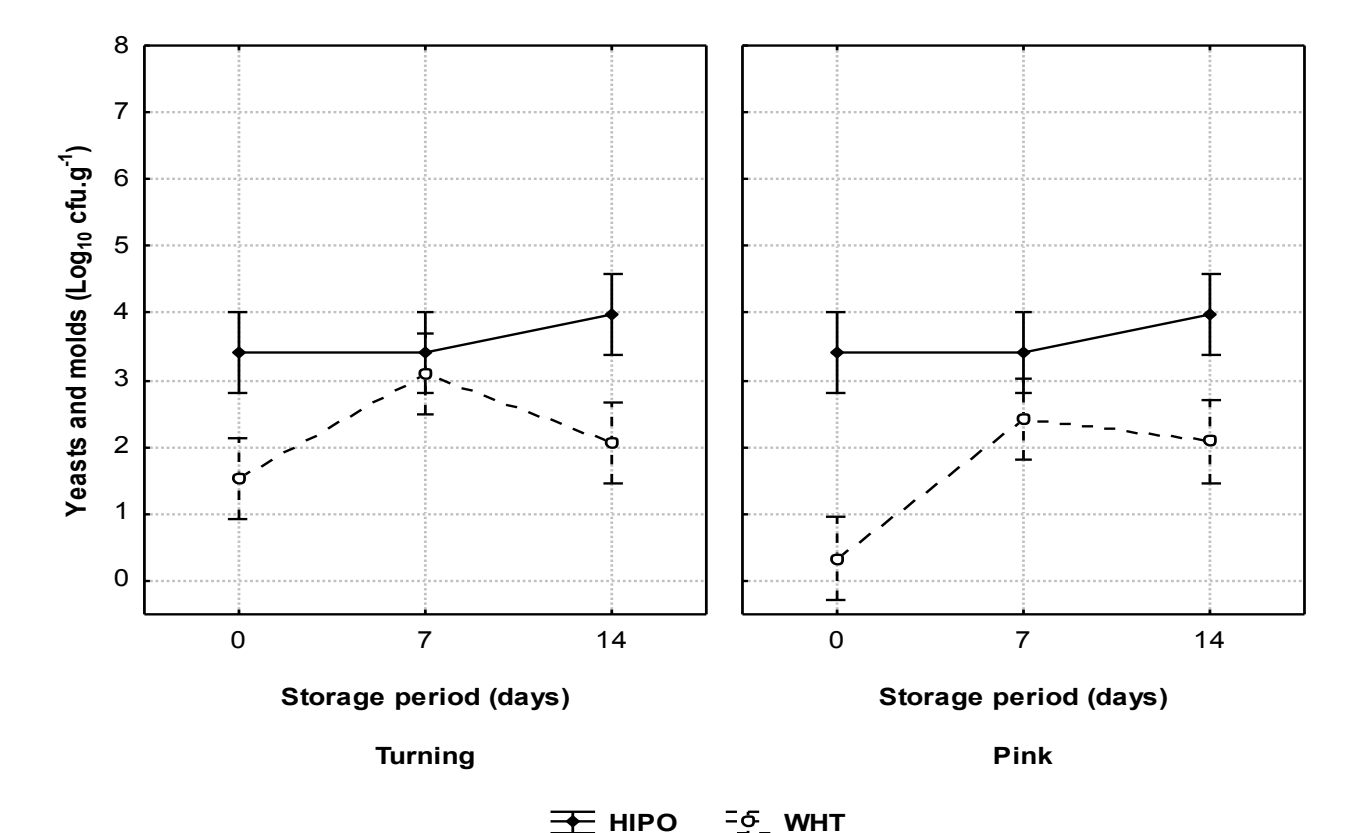 Yeasts and molds (Log10 cfu.g-1)
8
7
6
5
4
3
2
1
0
0 7 14
0 7 14
Storage period (days)
Storage period (days)
Turning
Pink
HIPO
WHT